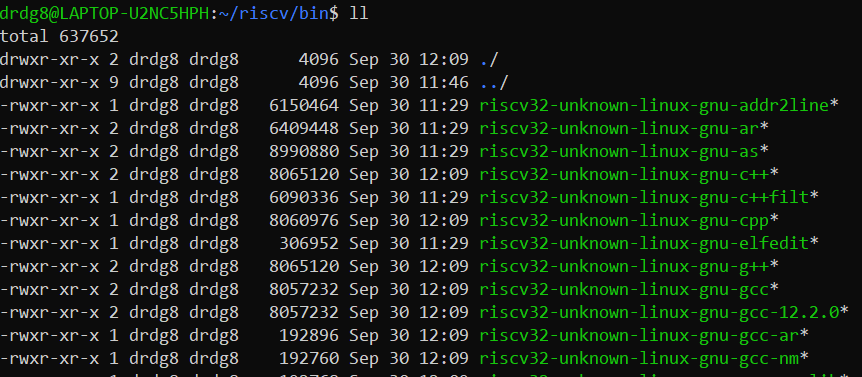 drdg8@LAPTOP-U2NC5HPH:~/riscv/bin$ ll
total 637652
drwxr-xr-x 2 drdg8 drdg8    4096 Sep 30 12:09 ./
drwxr-xr-x 9 drdg8 drdg8    4096 Sep 30 11:46 ../
-rwxr-xr-x 1 drdg8 drdg8 6150464 Sep 30 11:29 riscv32-unknown-linux-gnu-addr2line*
-rwxr-xr-x 2 drdg8 drdg8 6409448 Sep 30 11:29 riscv32-unknown-linux-gnu-ar*
-rwxr-xr-x 2 drdg8 drdg8 8990880 Sep 30 11:29 riscv32-unknown-linux-gnu-as*
-rwxr-xr-x 2 drdg8 drdg8 8065120 Sep 30 12:09 riscv32-unknown-linux-gnu-c++*
-rwxr-xr-x 1 drdg8 drdg8 6090336 Sep 30 11:29 riscv32-unknown-linux-gnu-c++filt*
-rwxr-xr-x 1 drdg8 drdg8 8060976 Sep 30 12:09 riscv32-unknown-linux-gnu-cpp*
-rwxr-xr-x 1 drdg8 drdg8  306952 Sep 30 11:29 riscv32-unknown-linux-gnu-elfedit*
-rwxr-xr-x 2 drdg8 drdg8 8065120 Sep 30 12:09 riscv32-unknown-linux-gnu-g++*
-rwxr-xr-x 2 drdg8 drdg8 8057232 Sep 30 12:09 riscv32-unknown-linux-gnu-gcc*
-rwxr-xr-x 2 drdg8 drdg8 8057232 Sep 30 12:09 riscv32-unknown-linux-gnu-gcc-12.2.0*
-rwxr-xr-x 1 drdg8 drdg8  192896 Sep 30 12:09 riscv32-unknown-linux-gnu-gcc-ar*
-rwxr-xr-x 1 drdg8 drdg8  192760 Sep 30 12:09 riscv32-unknown-linux-gnu-gcc-nm*